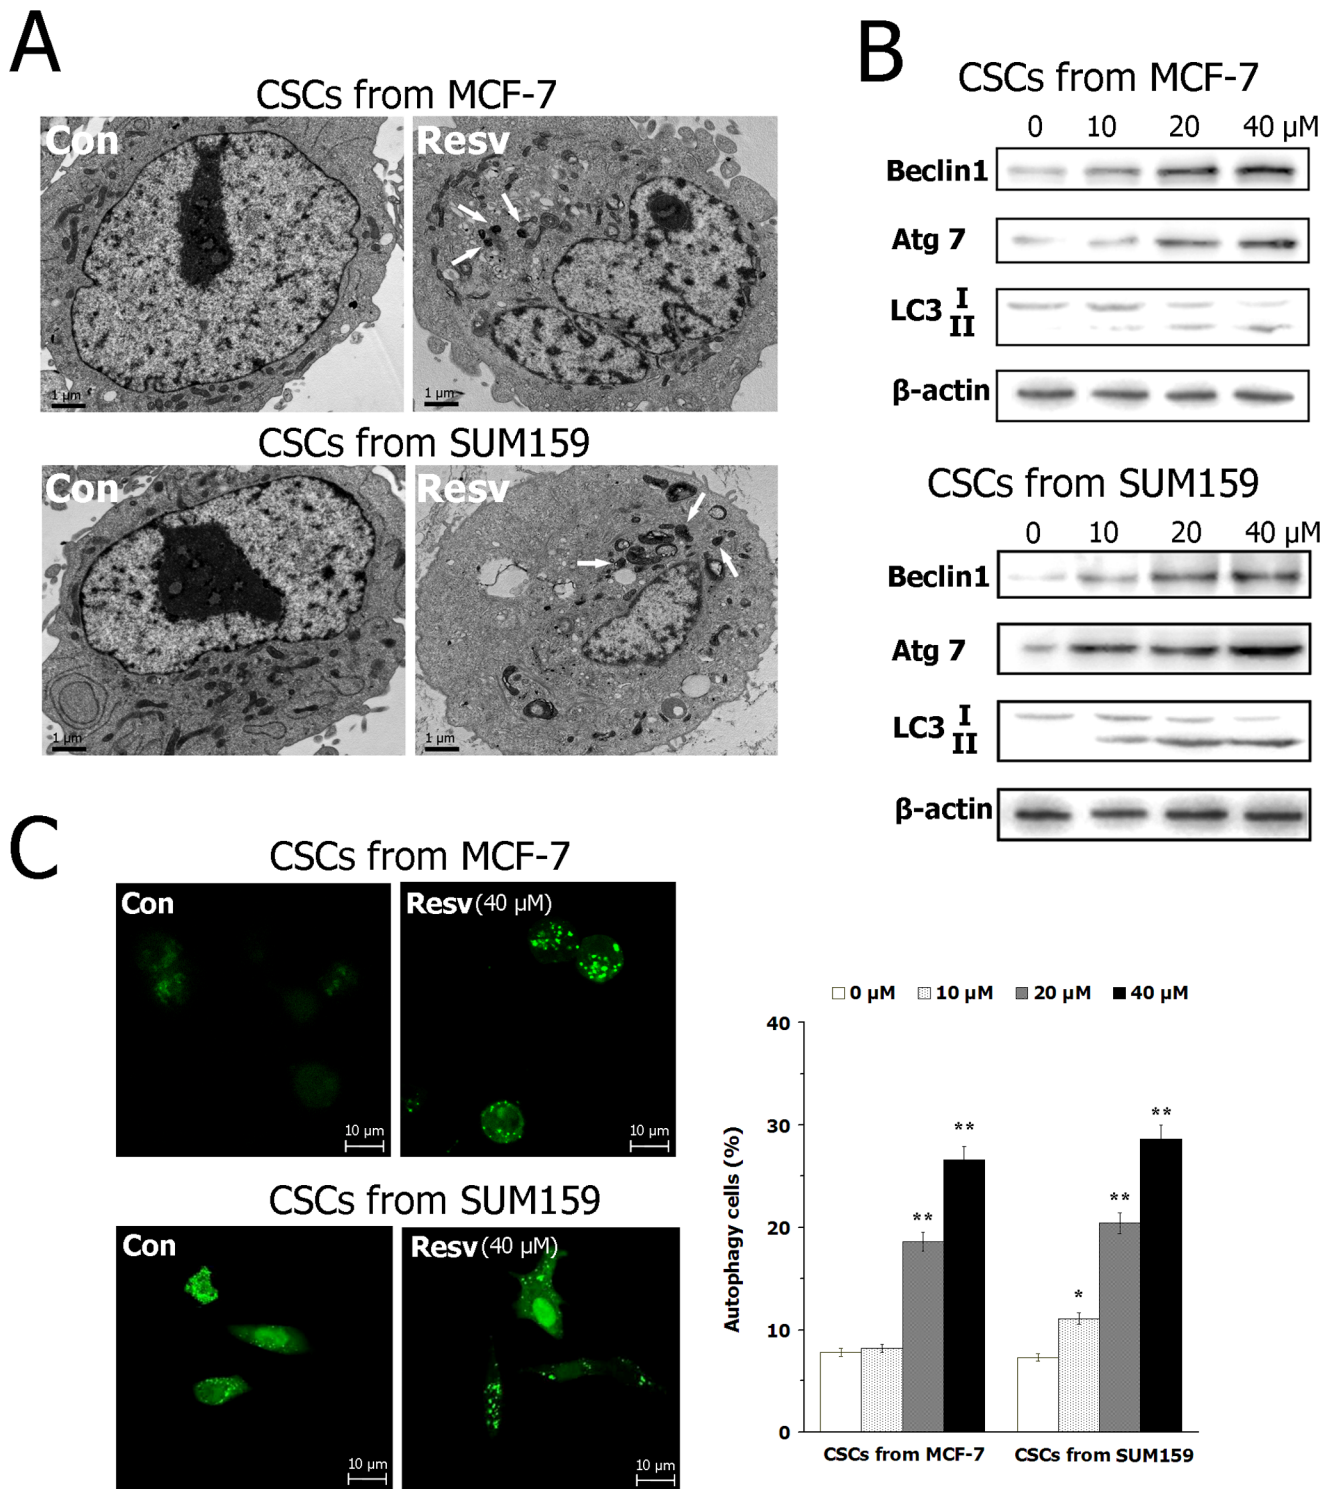 A
CSCs from MCF-7
Con
Resv
1 µm
1 µm
CSCs from SUM159
Con
Resv
1 µm
1 µm
B
CSCs from MCF-7
0 10 20 40 µM
Beclin1
Atg 7
LC3 I
II
β-actin
CSCs from SUM159
0 10 20 40 µM
Beclin1
Atg 7
LC3 I
II
β-actin
C
CSCs from MCF-7
Con
Resv (40 µM)
10 µm
10 µm
CSCs from SUM159
Con
Resv (40 µM)
10 µm
10 µm
0 µM 10 µM 20 µM 40 µM
Autophagy cells (%)
40
30
20
10
0
**
**
*
**
**
CSCs from MCF-7
CSCs from SUM159